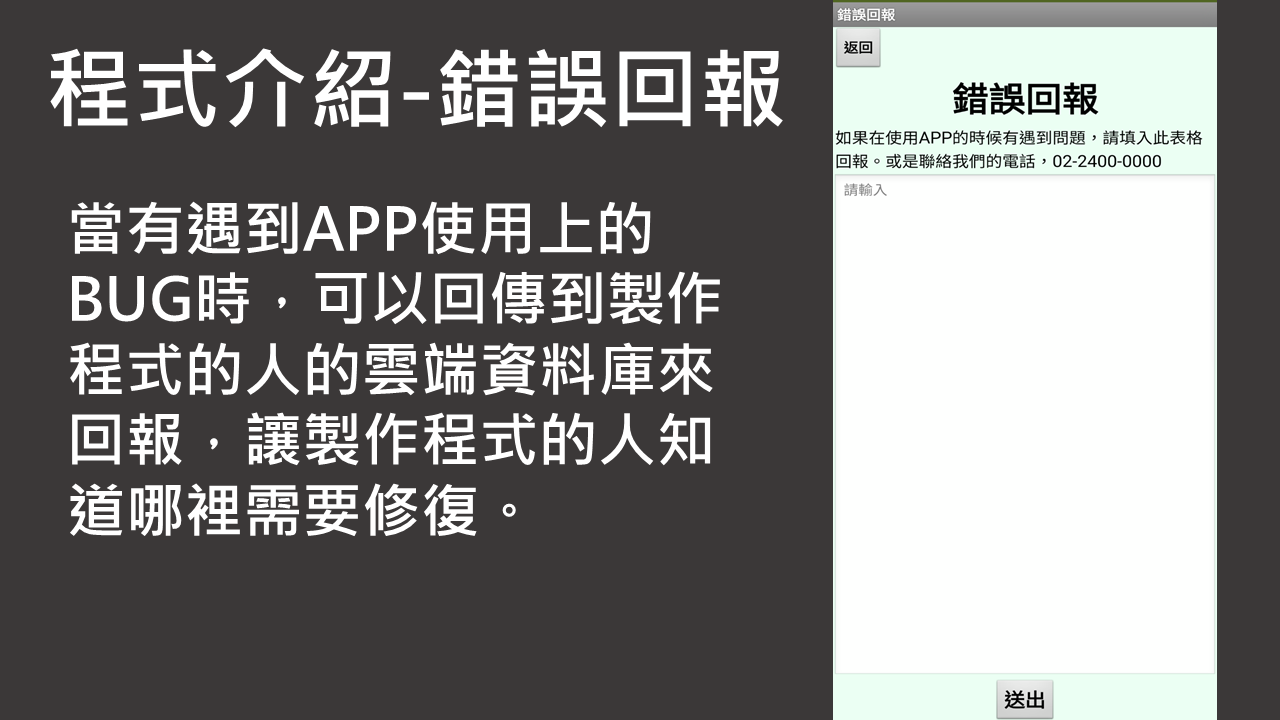 程式介紹-錯誤回報
當有遇到APP使用上的
BUG時，可以回傳到製作
程式的人的雲端資料庫來
回報，讓製作程式的人知
道哪裡需要修復。
錯誤回報
返回
錯誤回報
如果在使用APP的時候有遇到問題，請填入此表格
回報。或是聯絡我們的電話，02-2400-0000
請輸入
送出